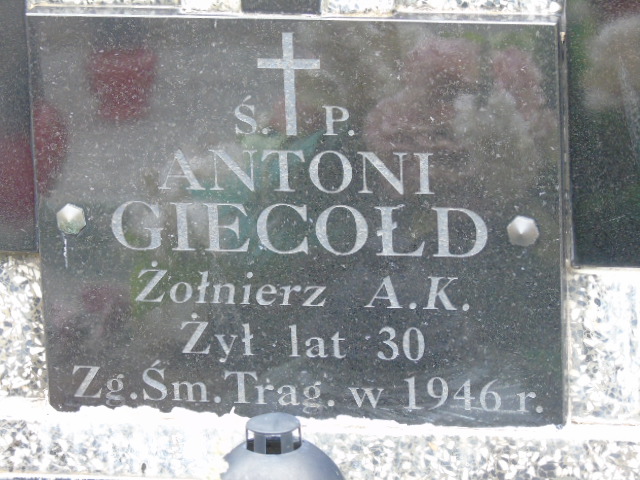 Ś. P.
ANTONI
GIECOŁD
Żołnierz A.K.
Żył lat 30
Zg.Śm.Trag. w 1946 r.